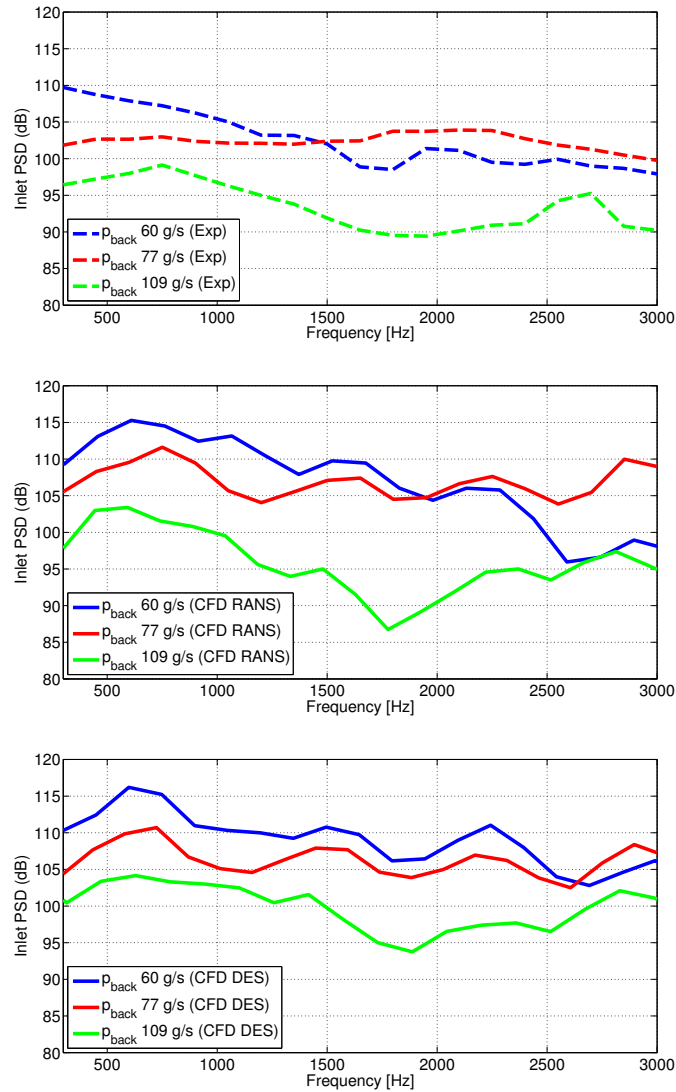 120
115
110
105
100
95
90
85
80
Inlet PSD (dB)
p_back 60 g/s (Exp)
p_back 77 g/s (Exp)
p_back 109 g/s (Exp)
500 1000 1500 2000 2500 3000
Frequency [Hz]
120
115
110
105
100
95
90
85
80
Inlet PSD (dB)
p_back 60 g/s (CFD RANS)
p_back 77 g/s (CFD RANS)
p_back 109 g/s (CFD RANS)
500 1000 1500 2000 2500 3000
Frequency [Hz]
120
115
110
105
100
95
90
85
80
Inlet PSD (dB)
p_back 60 g/s (CFD DES)
p_back 77 g/s (CFD DES)
p_back 109 g/s (CFD DES)
500 1000 1500 2000 2500 3000
Frequency [Hz]